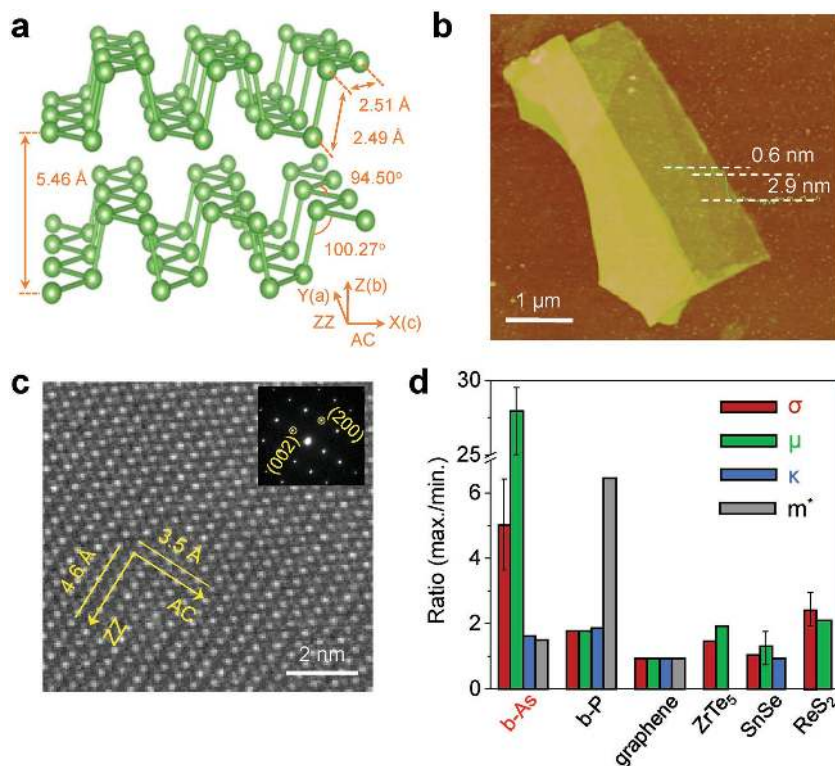 a
2.51 Å
2.49 Å
5.46 Å
94.50°
100.27°
Z(b)
Y(a)
ZZ
X(c)
AC
b
0.6 nm
2.9 nm
1 μm
c
(002)
(200)
4.6 Å
3.5 Å
ZZ
AC
2 nm
d
30
25
6
4
2
0
Ratio (max./min.)
σ
μ
κ
m*
b-As
b-P
graphene
ZrTe₅
SnSe
ReS₂